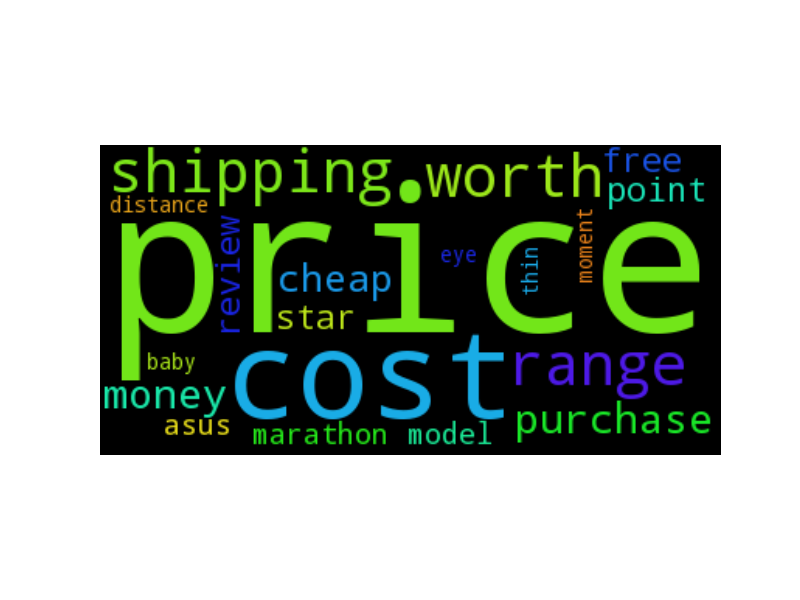 shipping worth free
point
distance
price
review
eye
thin
moment
cheap
star
cost
range
baby
money
purchase
asus
marathon
model